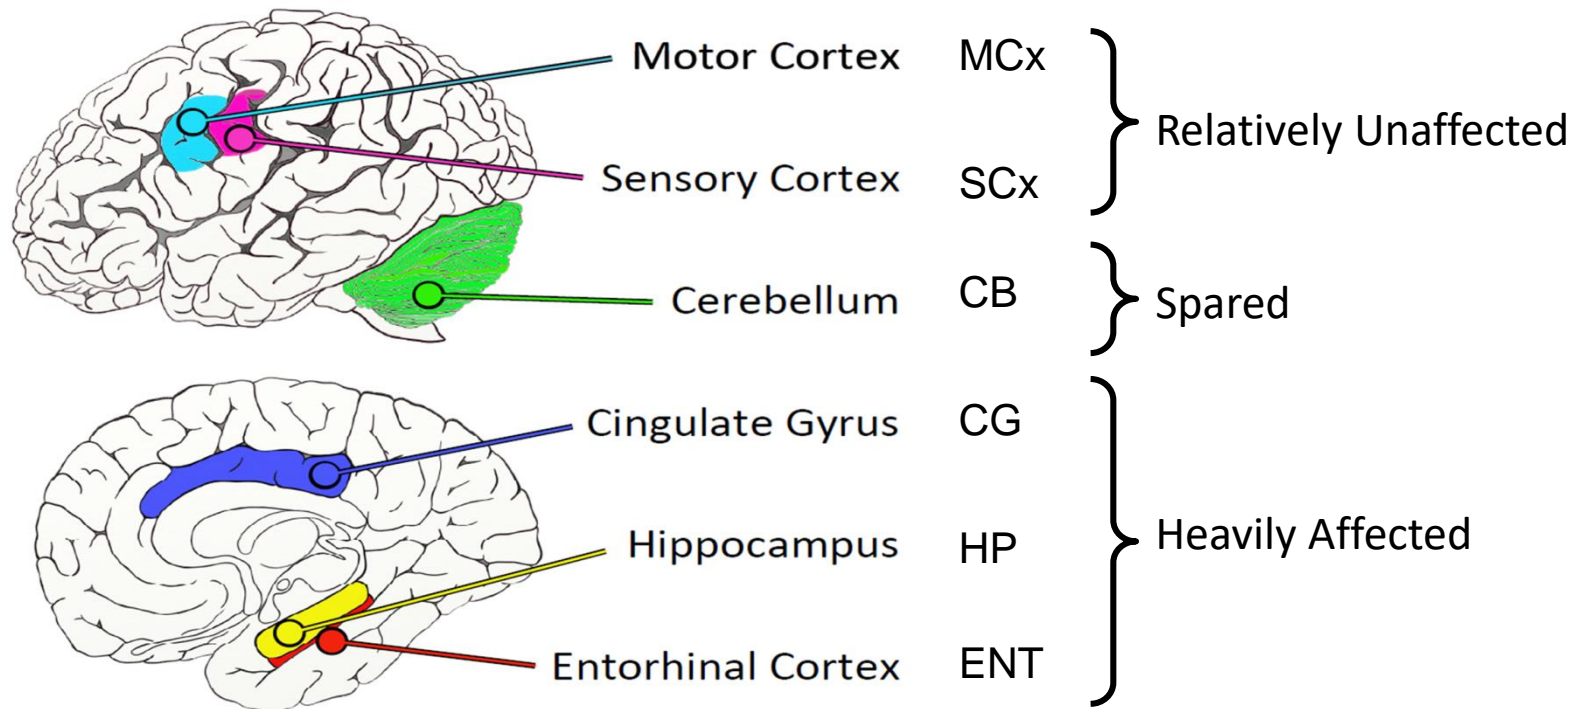 Motor Cortex MCx
Relatively Unaffected
Sensory Cortex SCx
Cerebellum CB
Spared
Cingulate Gyrus CG
Hippocampus HP
Heavily Affected
Entorhinal Cortex ENT